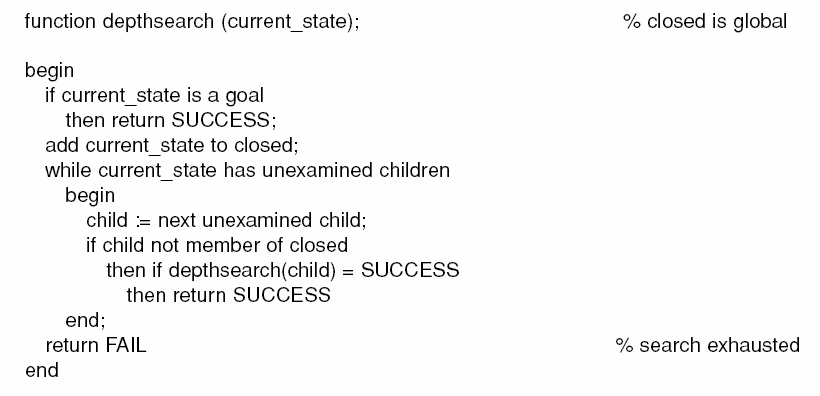 function depthsearch (current_state); % closed is global
begin
if current_state is a goal
then return SUCCESS;
add current_state to closed;
while current_state has unexamined children
begin
child := next unexamined child;
if child not member of closed
then if depthsearch(child) = SUCCESS
then return SUCCESS
end;
return FAIL % search exhausted
end